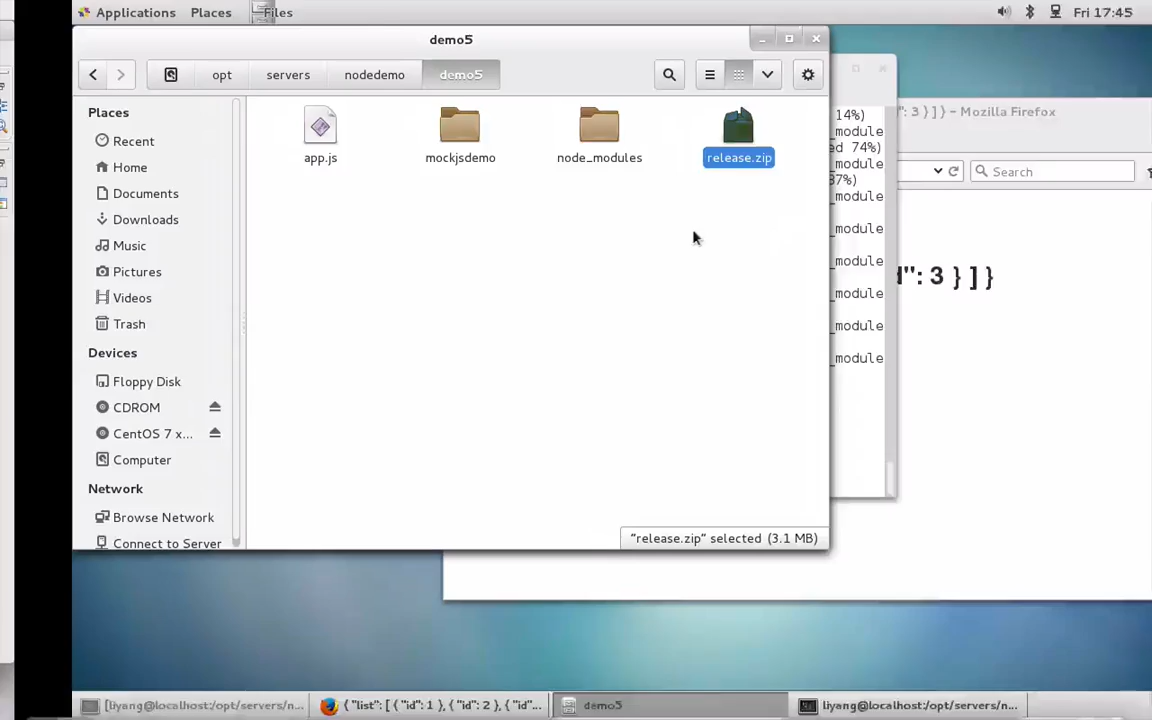 Applications Places Files Fri 17:45
demo5
opt servers nodedemo demo5
Places
Recent
Home
Documents
Downloads
Music
Pictures
Videos
Trash
Devices
Floppy Disk
CDROM
CentOS 7 x...
Computer
Network
Browse Network
Connect to Server
app.js mockjsdemo node_modules release.zip
"release.zip" selected (3.1 MB)
14%)
_module
ed 74%)
_module
37%)
_module
_module
_module
_module
_module
_module
": 3 } ] } – Mozilla Firefox
Search
d": 3 } ] }
[liyang@localhost:/opt/servers/n... { "list": [ { "id": 1 }, { "id": 2 }, { "id"... demo5 liyang@localhost:/opt/servers/n...